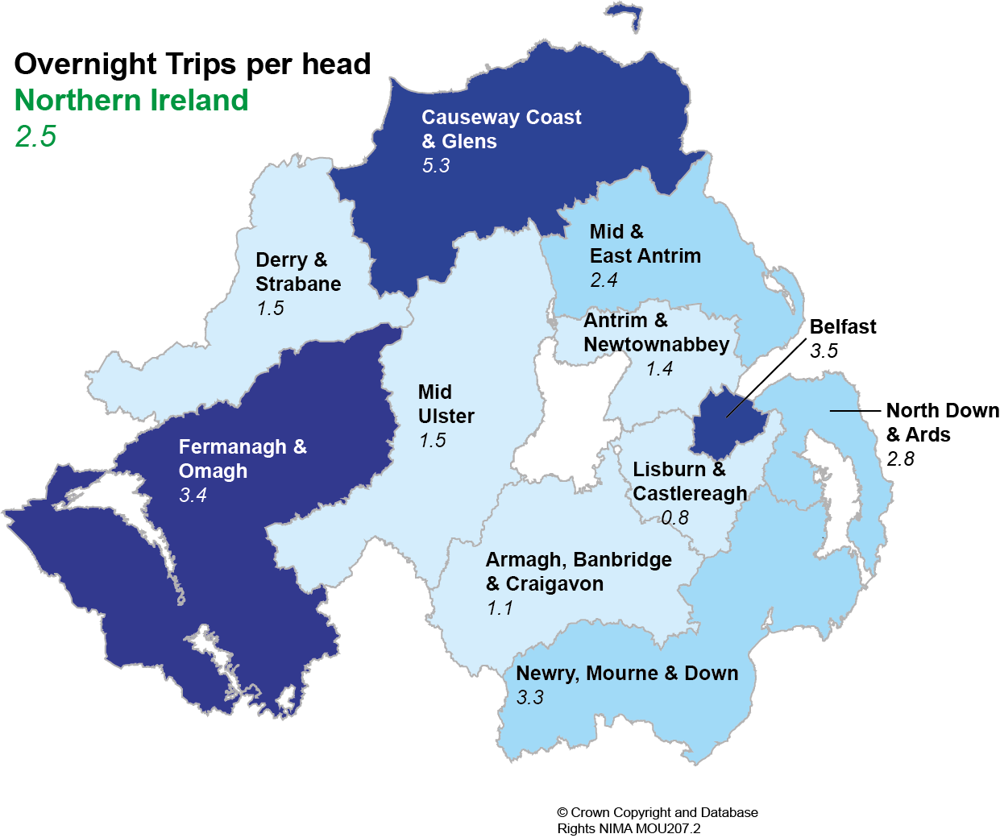 Overnight Trips per head
Northern Ireland
2.5
Causeway Coast
& Glens
5.3
Derry &
Strabane
1.5
Mid &
East Antrim
2.4
Antrim &
Newtownabbey
1.4
Belfast
3.5
Mid
Ulster
1.5
North Down
& Ards
2.8
Fermanagh &
Omagh
3.4
Lisburn &
Castlereagh
0.8
Armagh, Banbridge
& Craigavon
1.1
Newry, Mourne & Down
3.3
© Crown Copyright and Database
Rights NIMA MOU207.2